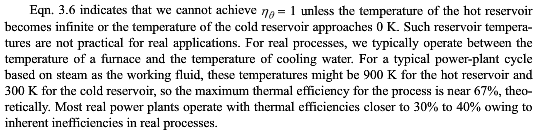 Eqn. 3.6 indicates that we cannot achieve ηθ = 1 unless the temperature of the hot reservoir
becomes infinite or the temperature of the cold reservoir approaches 0 K. Such reservoir tempera-
tures are not practical for real applications. For real processes, we typically operate between the
temperature of a furnace and the temperature of cooling water. For a typical power-plant cycle
based on steam as the working fluid, these temperatures might be 900 K for the hot reservoir and
300 K for the cold reservoir, so the maximum thermal efficiency for the process is near 67%, theo-
retically. Most real power plants operate with thermal efficiencies closer to 30% to 40% owing to
inherent inefficiencies in real processes.